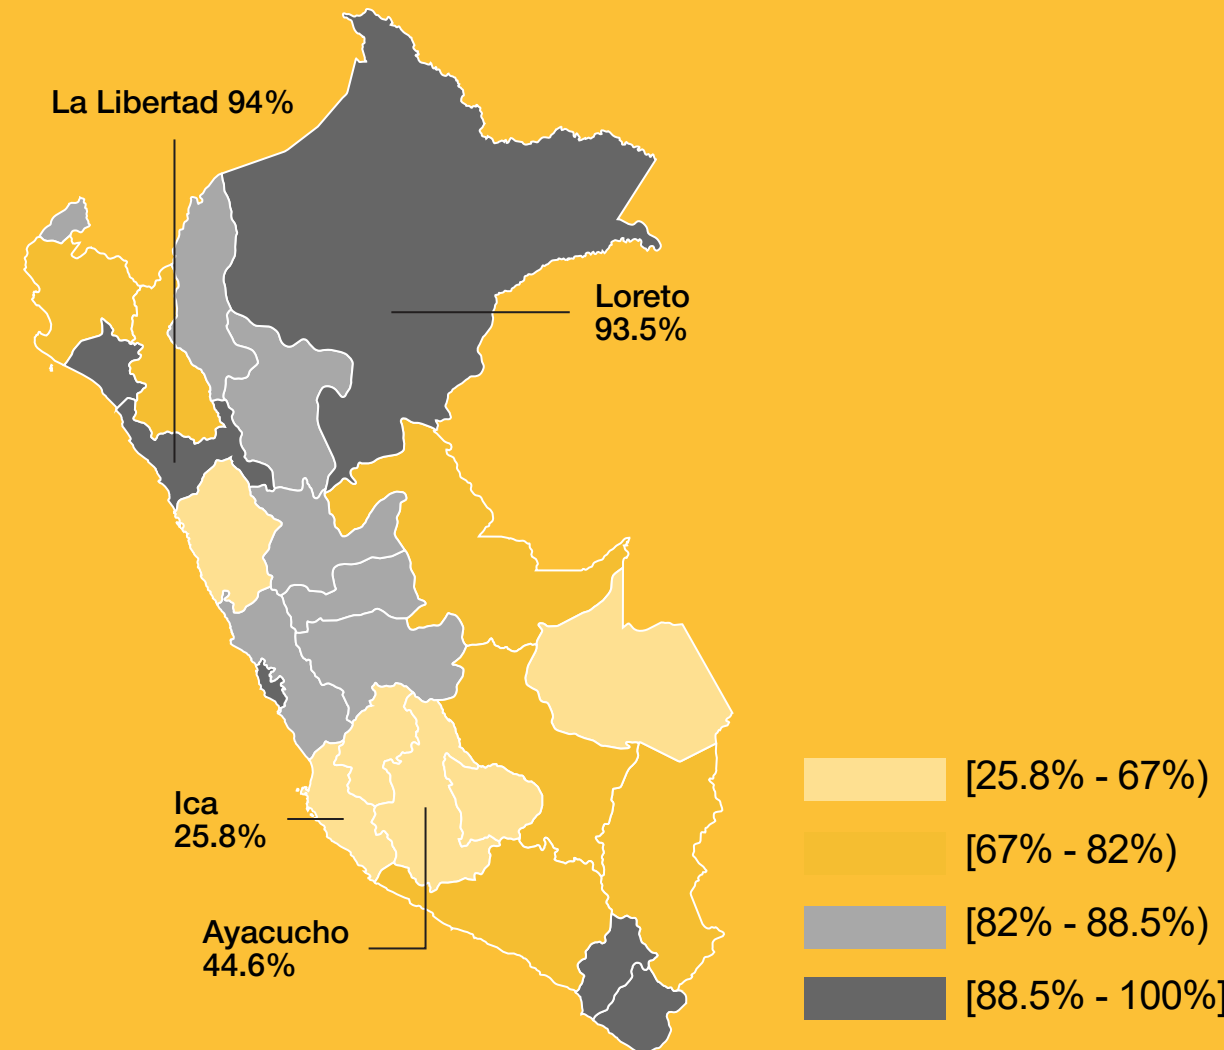 La Libertad 94%
Loreto
93.5%
Ica
25.8%
Ayacucho
44.6%
[25.8% - 67%)
[67% - 82%)
[82% - 88.5%)
[88.5% - 100%]